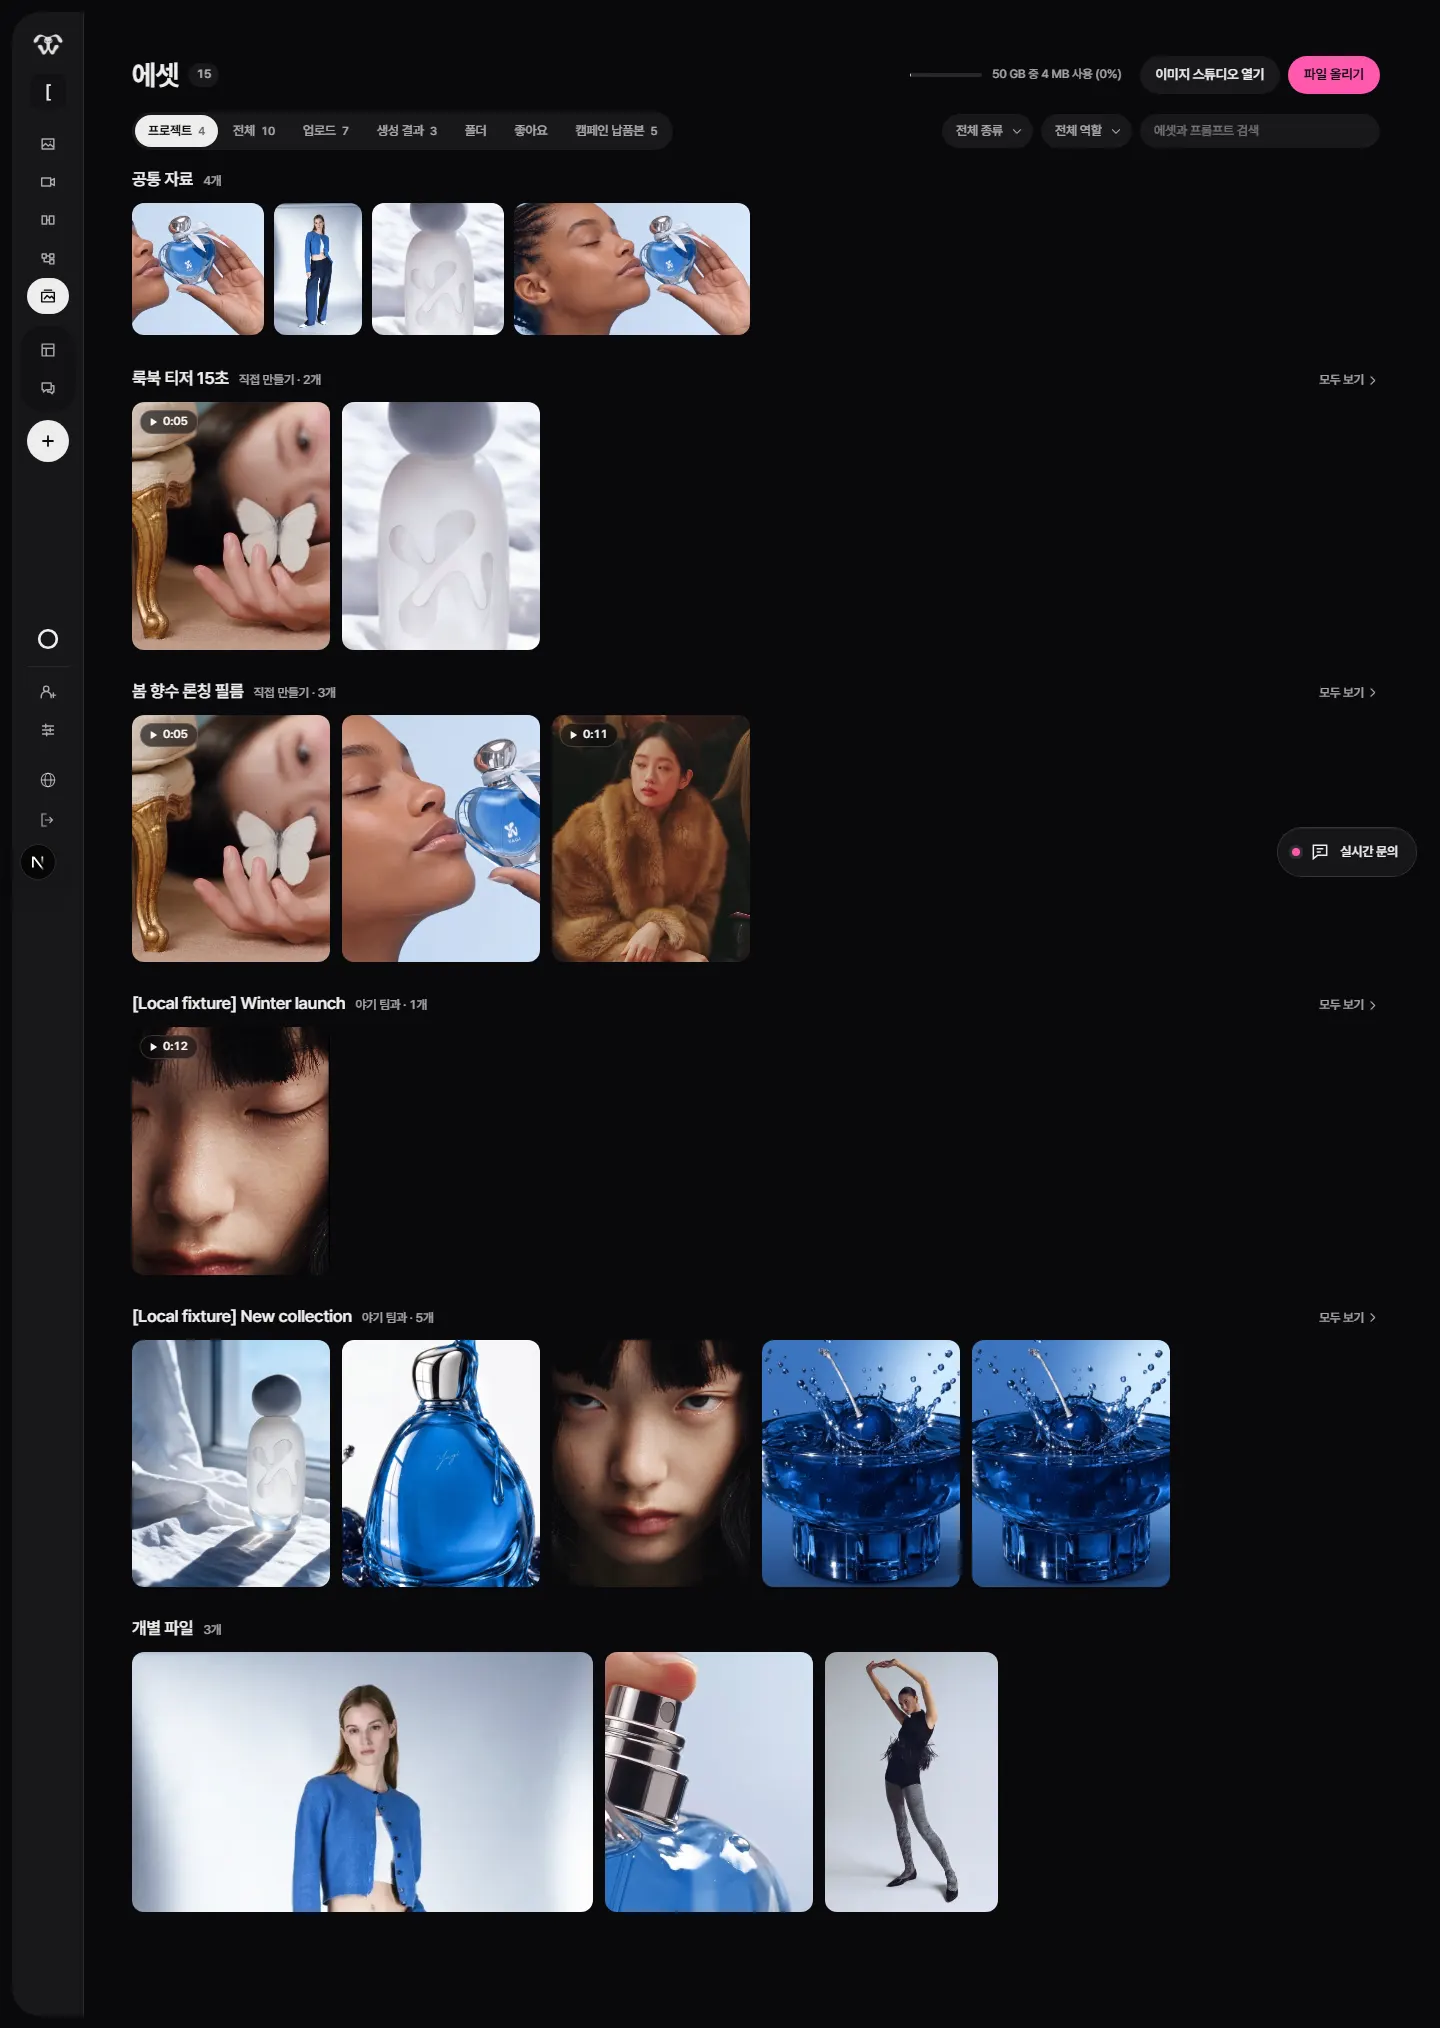 에셋 15
50 GB 중 4 MB 사용 (0%)
이미지 스튜디오 열기
파일 올리기
프로젝트 4
전체 10
업로드 7
생성 결과 3
폴더
좋아요
캠페인 납품본 5
전체 종류
전체 역할
에셋과 프롬프트 검색
[
공통 자료 4개
룩북 티저 15초 직접 만들기 · 2개
모두 보기
0:05
봄 향수 론칭 필름 직접 만들기 · 3개
모두 보기
0:05
0:11
N
실시간 문의
[Local fixture] Winter launch 야기 팀과 · 1개
모두 보기
0:12
[Local fixture] New collection 야기 팀과 · 5개
모두 보기
개별 파일 3개